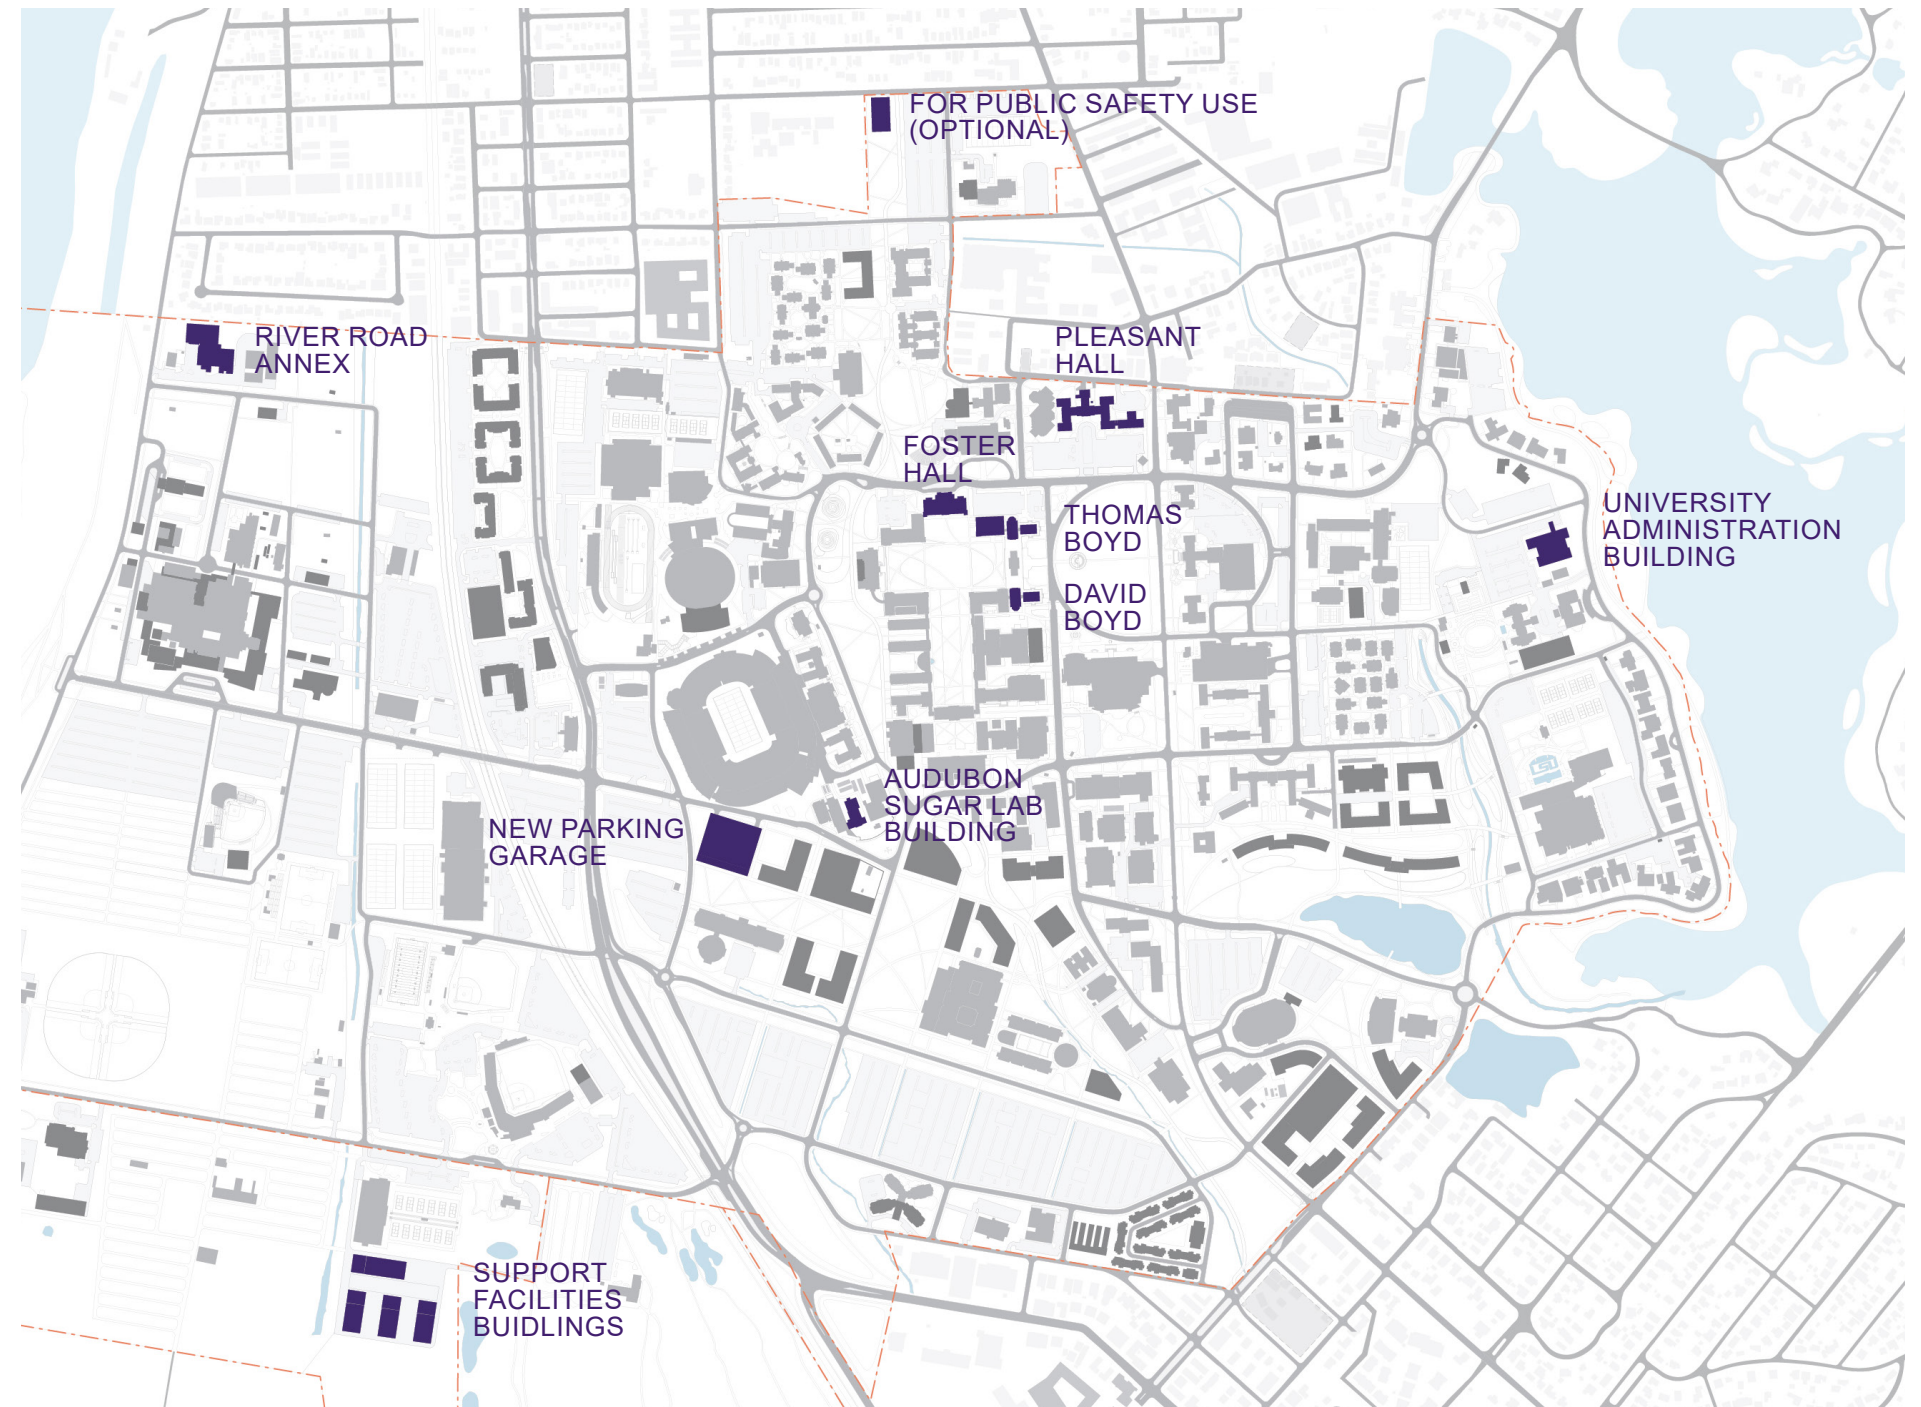 FOR PUBLIC SAFETY USE
(OPTIONAL)
RIVER ROAD
ANNEX
PLEASANT
HALL
FOSTER
HALL
THOMAS
BOYD
UNIVERSITY
ADMINISTRATION
BUILDING
DAVID
BOYD
AUDUBON
SUGAR LAB
BUILDING
NEW PARKING
GARAGE
SUPPORT
FACILITIES
BUIDLINGS